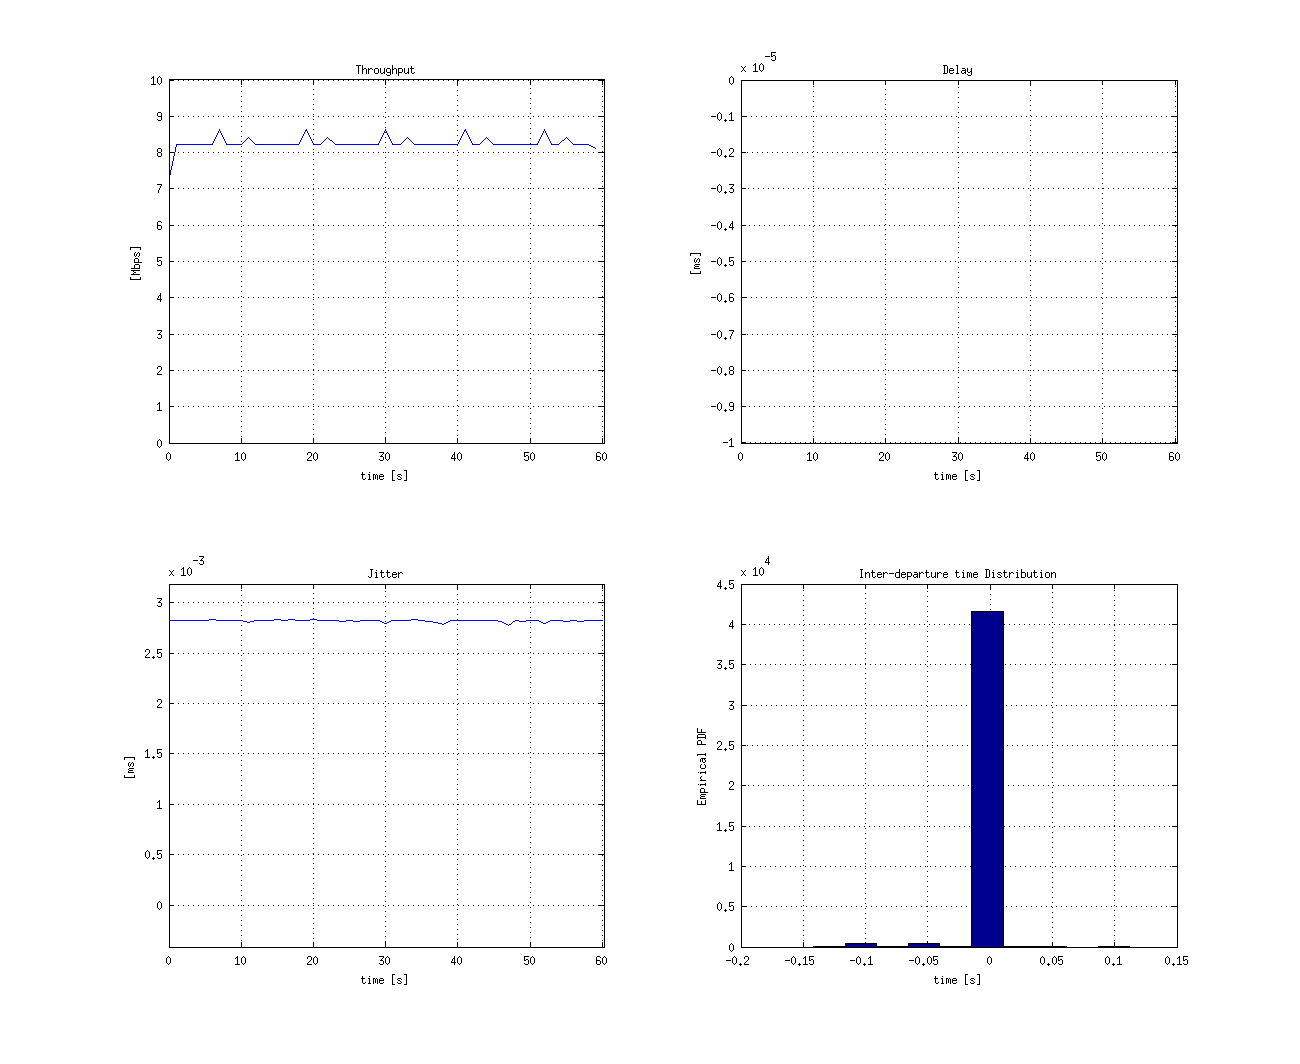 Throughput
10
9
8
7
6
5
4
3
2
1
0
[Mbps]
0 10 20 30 40 50 60
time [s]
x 10^-5
Delay
0
-0.1
-0.2
-0.3
-0.4
-0.5
-0.6
-0.7
-0.8
-0.9
-1
[ms]
0 10 20 30 40 50 60
time [s]
x 10^-3
Jitter
3
2.5
2
1.5
1
0.5
0
[ms]
0 10 20 30 40 50 60
time [s]
x 10^4
Inter-departure time Distribution
4.5
4
3.5
3
2.5
2
1.5
1
0.5
0
Empirical PDF
-0.2 -0.15 -0.1 -0.05 0 0.05 0.1 0.15
time [s]